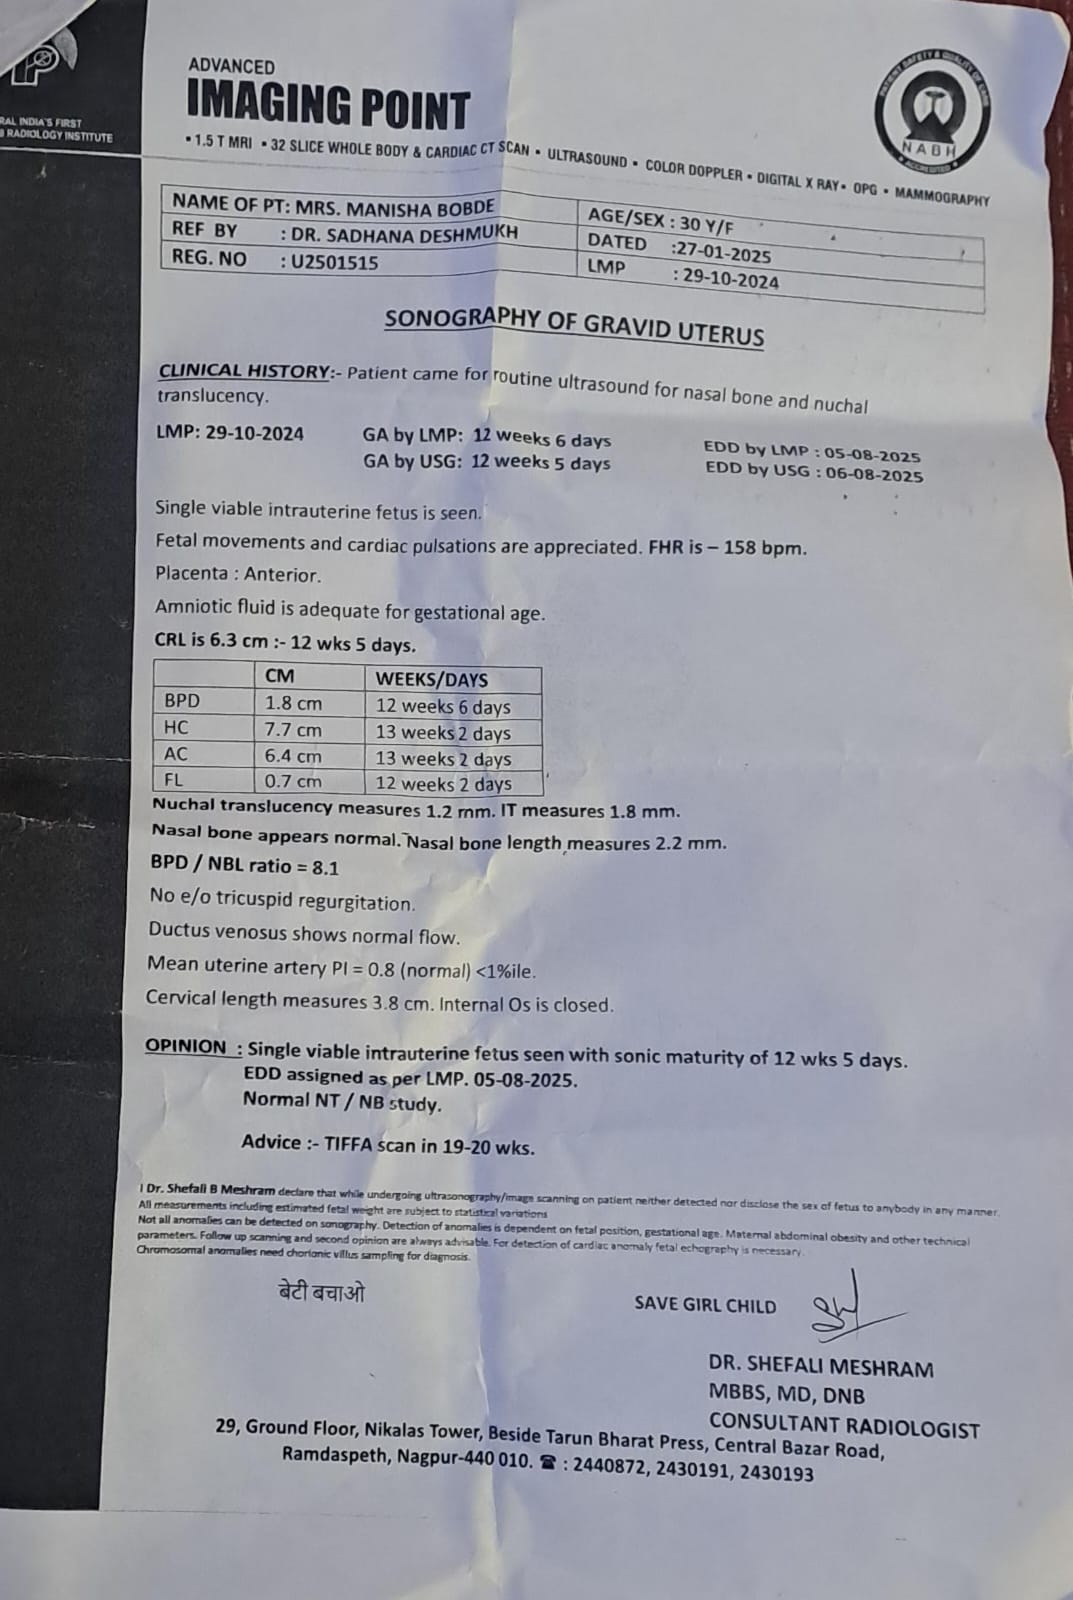 RAL INDIA'S FIRST
RADIOLOGY INSTITUTE
ADVANCED
IMAGING POINT
• 1.5 T MRI • 32 SLICE WHOLE BODY & CARDIAC CT SCAN • ULTRASOUND • COLOR DOPPLER • DIGITAL X RAY • OPG • MAMMOGRAPHY
PATIENT SAFETY & QUALITY OF CARE
NABH
ACCREDITED
NAME OF PT: MRS. MANISHA BOBDE AGE/SEX : 30 Y/F
REF BY : DR. SADHANA DESHMUKH DATED :27-01-2025
REG. NO : U2501515 LMP : 29-10-2024
SONOGRAPHY OF GRAVID UTERUS
CLINICAL HISTORY:- Patient came for routine ultrasound for nasal bone and nuchal
translucency.
LMP: 29-10-2024 GA by LMP: 12 weeks 6 days EDD by LMP : 05-08-2025
GA by USG: 12 weeks 5 days EDD by USG : 06-08-2025
Single viable intrauterine fetus is seen.
Fetal movements and cardiac pulsations are appreciated. FHR is – 158 bpm.
Placenta : Anterior.
Amniotic fluid is adequate for gestational age.
CRL is 6.3 cm :- 12 wks 5 days.
CM WEEKS/DAYS
BPD 1.8 cm 12 weeks 6 days
HC 7.7 cm 13 weeks 2 days
AC 6.4 cm 13 weeks 2 days
FL 0.7 cm 12 weeks 2 days
Nuchal translucency measures 1.2 mm. IT measures 1.8 mm.
Nasal bone appears normal. Nasal bone length measures 2.2 mm.
BPD / NBL ratio = 8.1
No e/o tricuspid regurgitation.
Ductus venosus shows normal flow.
Mean uterine artery PI = 0.8 (normal) <1%ile.
Cervical length measures 3.8 cm. Internal Os is closed.
OPINION : Single viable intrauterine fetus seen with sonic maturity of 12 wks 5 days.
EDD assigned as per LMP. 05-08-2025.
Normal NT / NB study.
Advice :- TIFFA scan in 19-20 wks.
I Dr. Shefali B Meshram declare that while undergoing ultrasonography/image scanning on patient neither detected nor disclose the sex of fetus to anybody in any manner.
All measurements including estimated fetal weight are subject to statistical variations
Not all anomalies can be detected on sonography. Detection of anomalies is dependent on fetal position, gestational age. Maternal abdominal obesity and other technical
parameters. Follow up scanning and second opinion are always advisable. For detection of cardiac anomaly fetal echography is necessary.
Chromosomal anomalies need chorionic villus sampling for diagnosis.
बेटी बचाओ SAVE GIRL CHILD
DR. SHEFALI MESHRAM
MBBS, MD, DNB
CONSULTANT RADIOLOGIST
29, Ground Floor, Nikalas Tower, Beside Tarun Bharat Press, Central Bazar Road,
Ramdaspeth, Nagpur-440 010. ☎ : 2440872, 2430191, 2430193